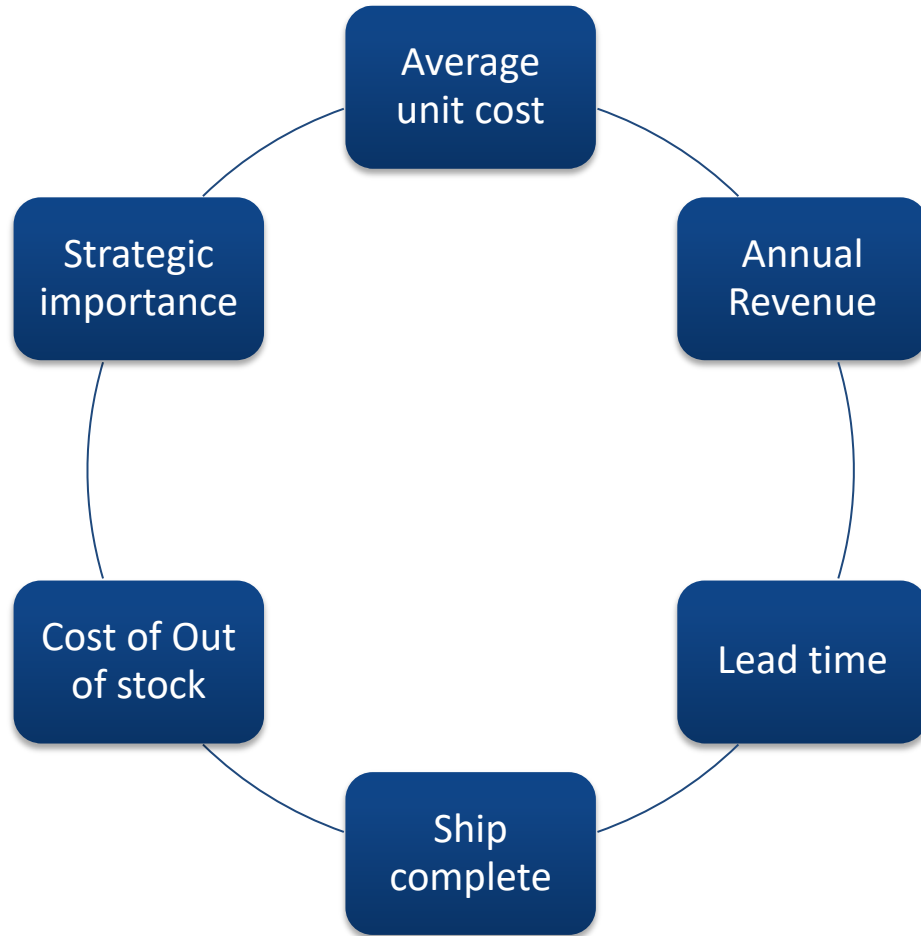 Average
unit cost
Annual
Revenue
Lead time
Ship
complete
Cost of Out
of stock
Strategic
importance